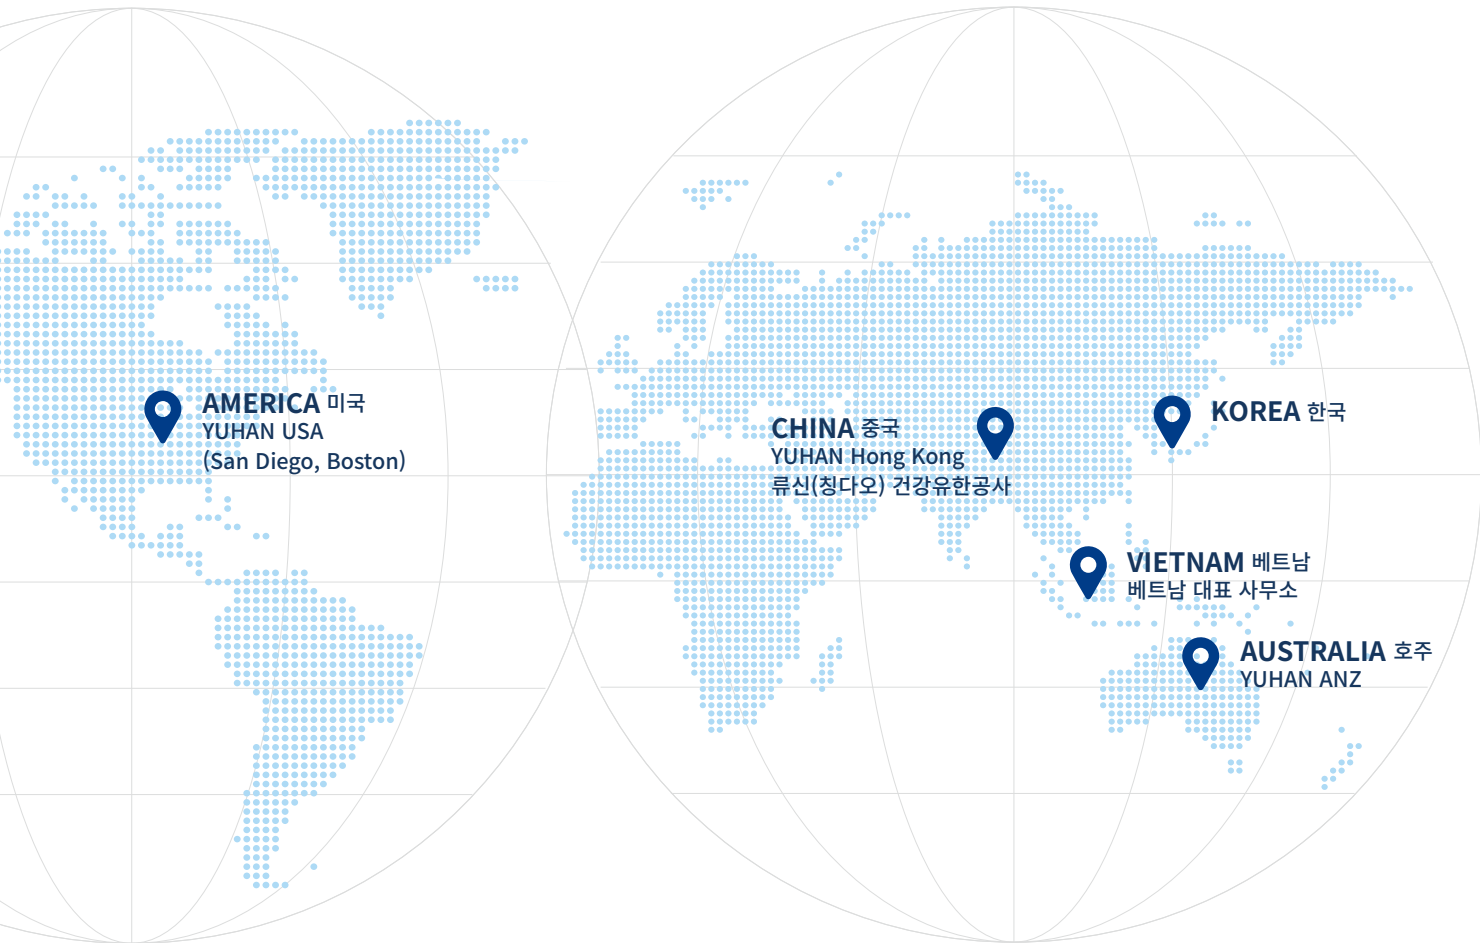 AMERICA 미국
YUHAN USA
(San Diego, Boston)
CHINA 중국
YUHAN Hong Kong
류신(칭다오) 건강유한공사
KOREA 한국
VIETNAM 베트남
베트남 대표 사무소
AUSTRALIA 호주
YUHAN ANZ